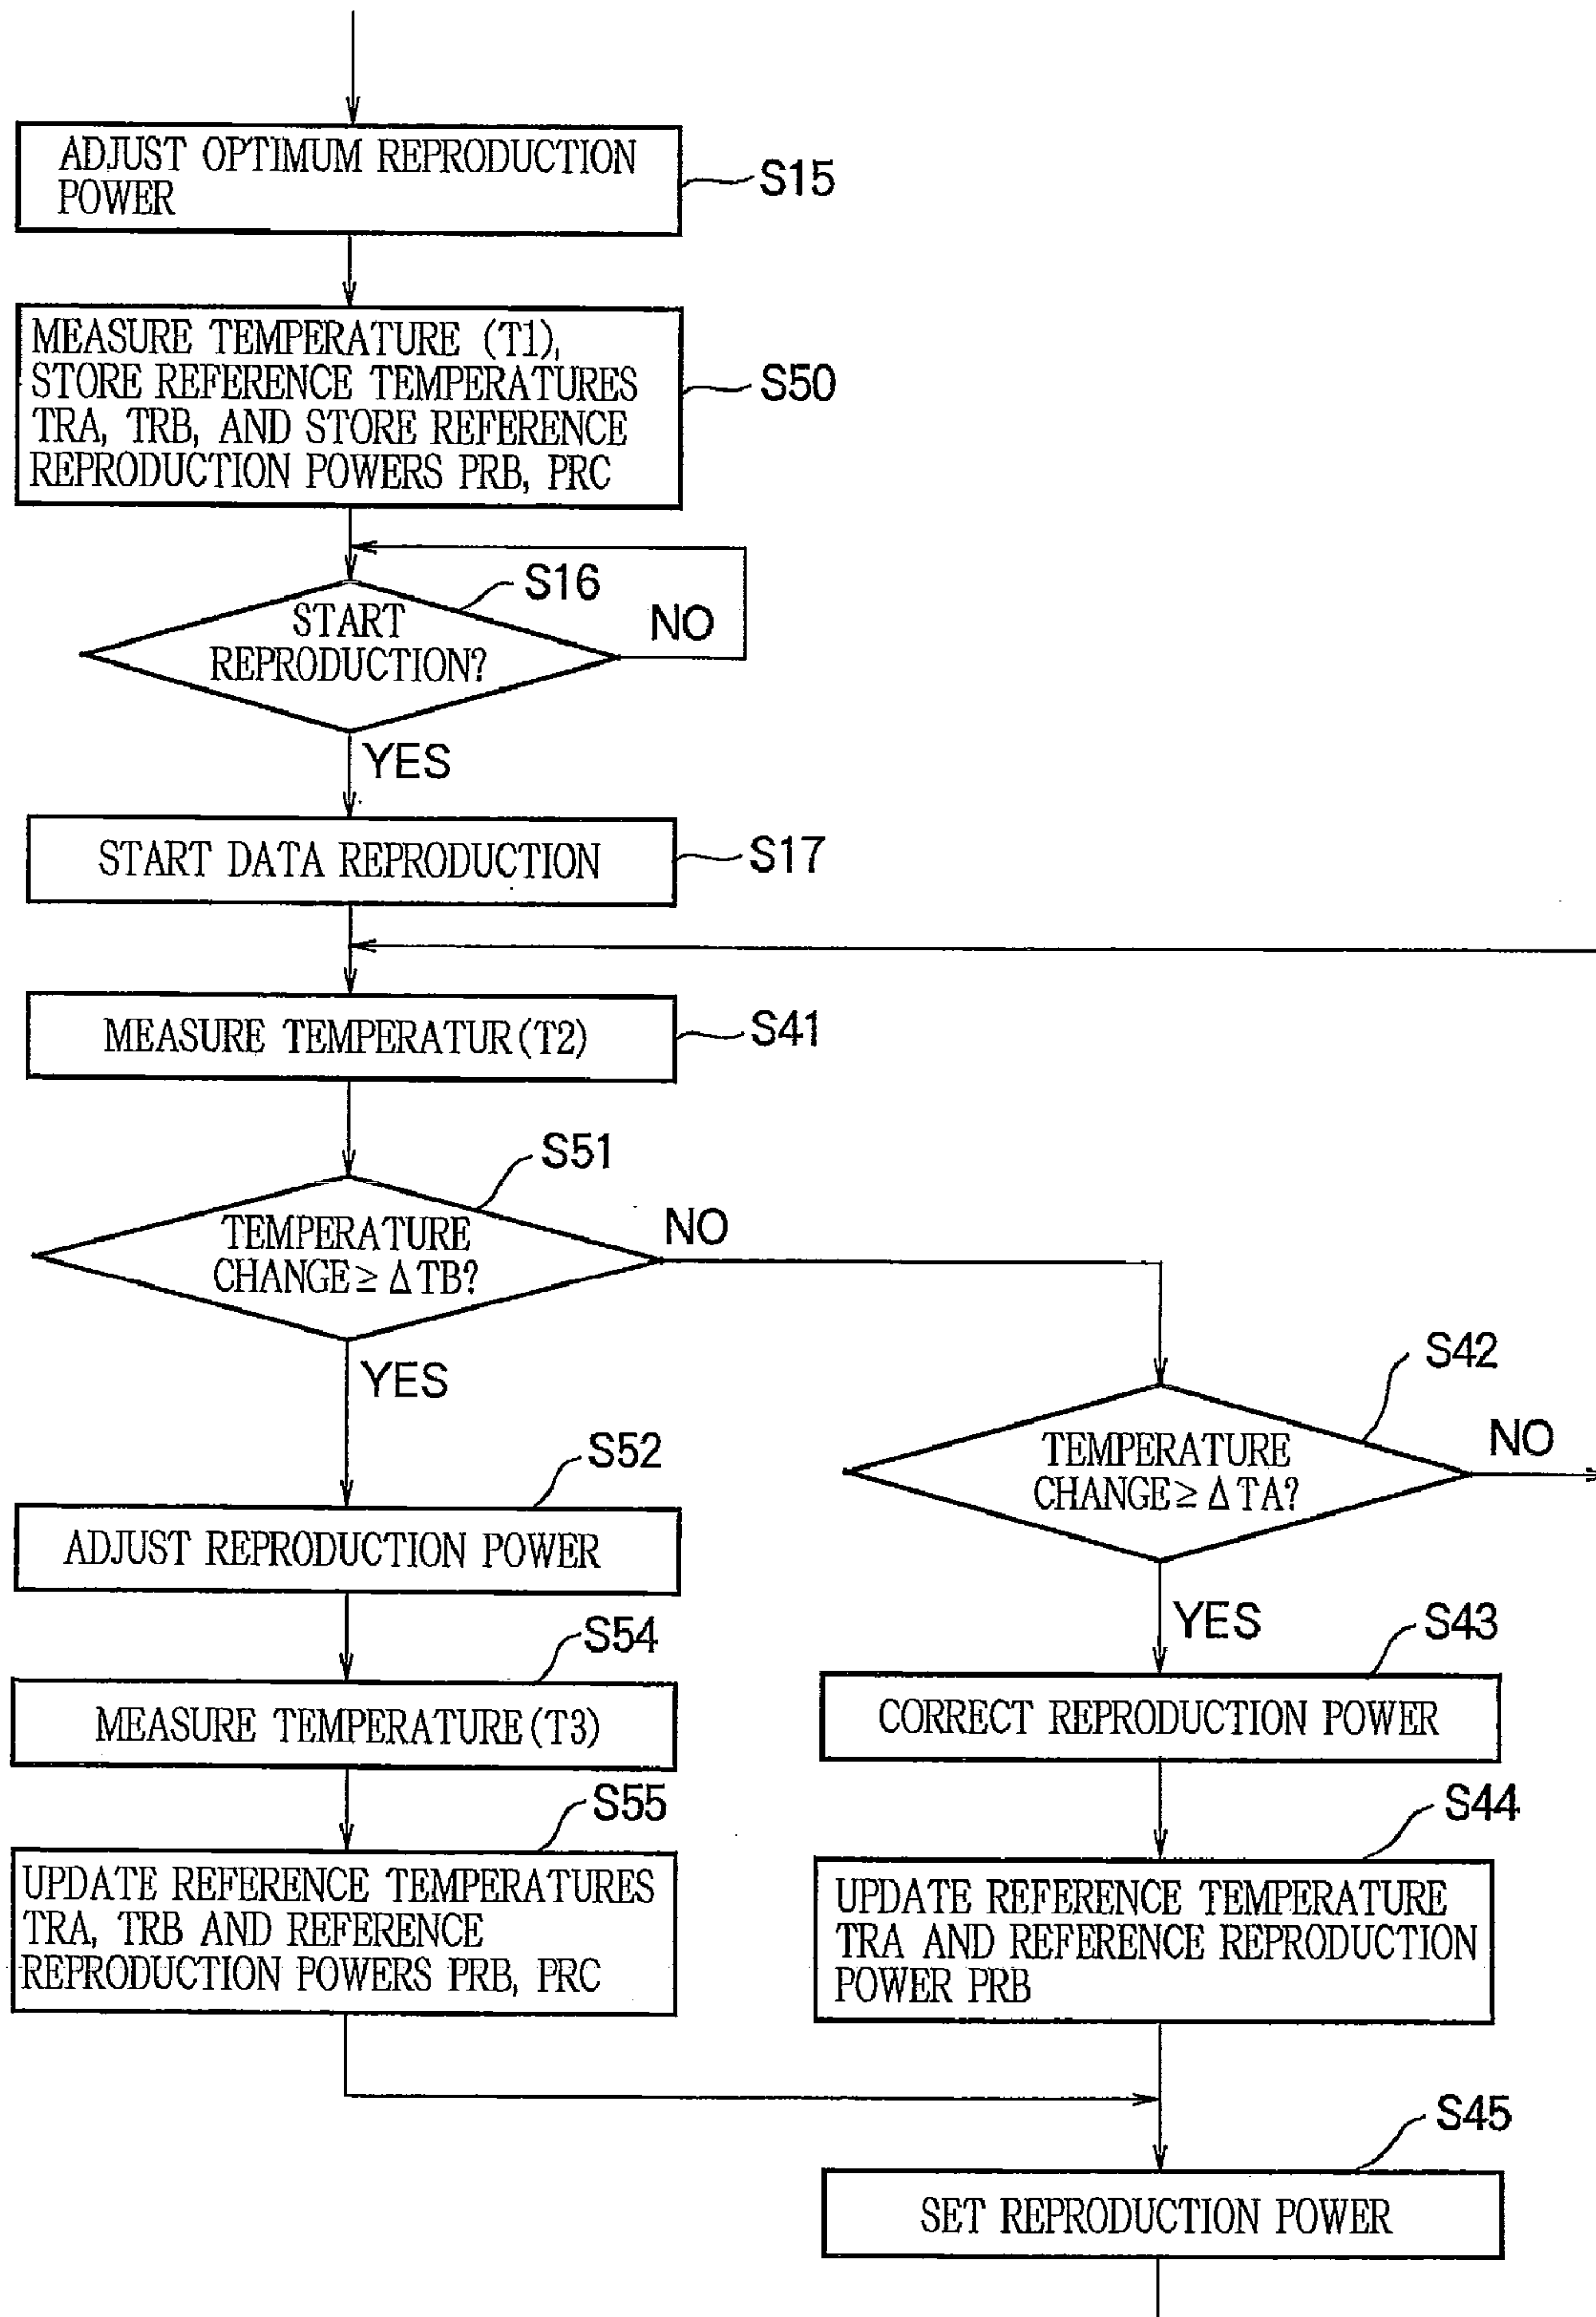 ADJUST OPTIMUM REPRODUCTION
POWER
S15
MEASURE TEMPERATURE (T1),
STORE REFERENCE TEMPERATURES
TRA, TRB, AND STORE REFERENCE
REPRODUCTION POWERS PRB, PRC
S50
S16
START
REPRODUCTION?
NO
YES
START DATA REPRODUCTION
S17
MEASURE TEMPERATUR(T2)
S41
S51
TEMPERATURE
CHANGE ≥ Δ TB?
NO
YES
S42
TEMPERATURE
CHANGE ≥ Δ TA?
NO
YES
S52
ADJUST REPRODUCTION POWER
S54
MEASURE TEMPERATURE(T3)
S55
UPDATE REFERENCE TEMPERATURES
TRA, TRB AND REFERENCE
REPRODUCTION POWERS PRB, PRC
S43
CORRECT REPRODUCTION POWER
S44
UPDATE REFERENCE TEMPERATURE
TRA AND REFERENCE REPRODUCTION
POWER PRB
S45
SET REPRODUCTION POWER